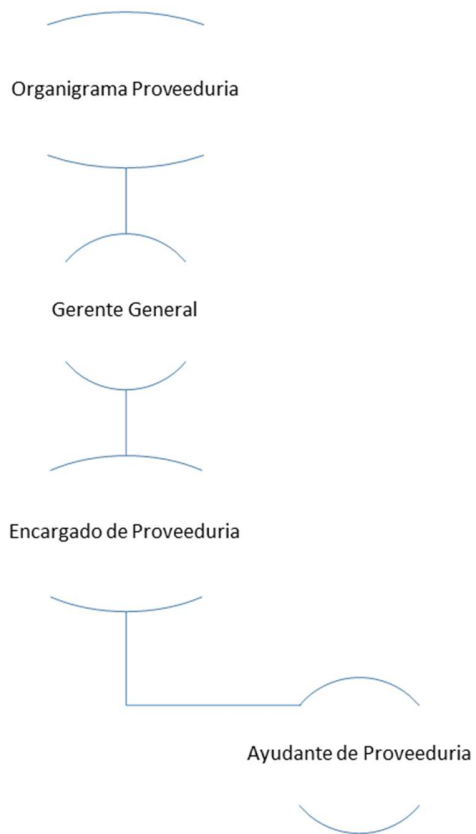 Organigrama Proveeduria
Gerente General
Encargado de Proveeduria
Ayudante de Proveeduria